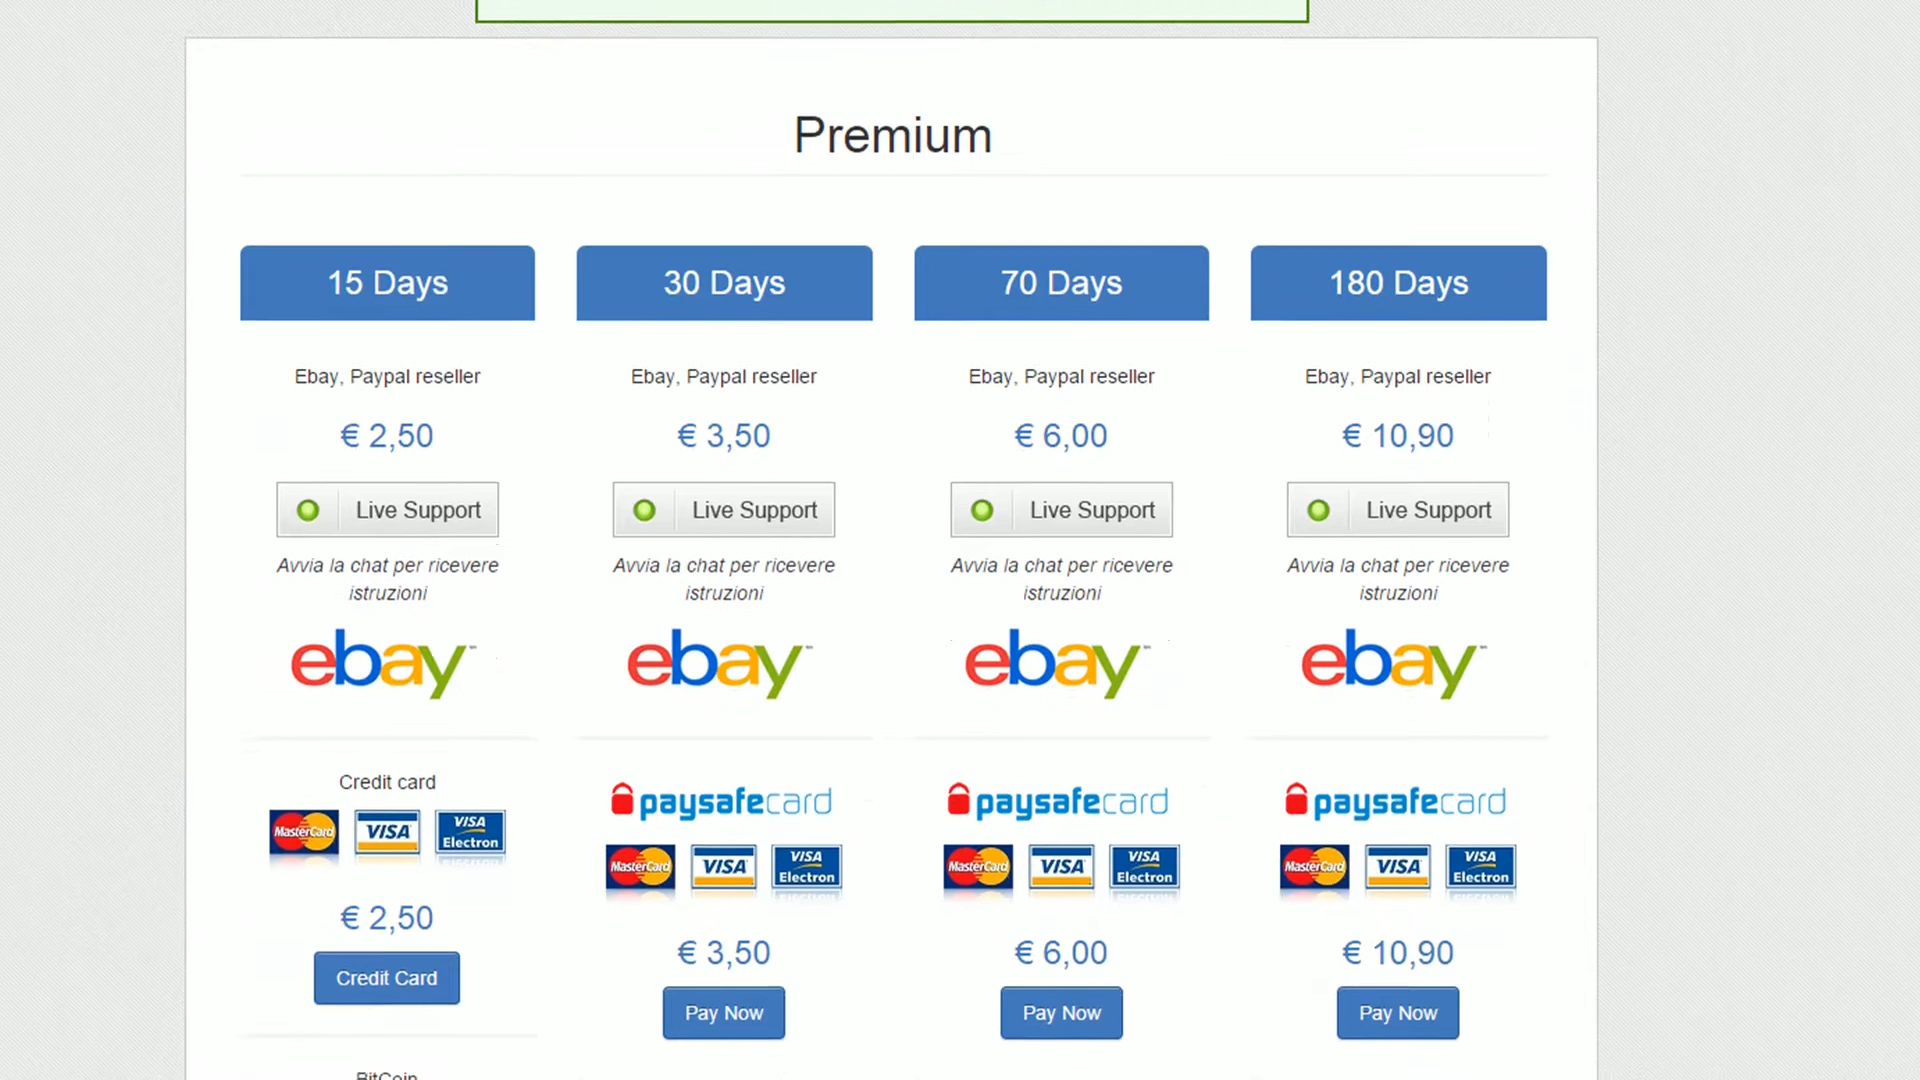 Premium
15 Days
30 Days
70 Days
180 Days
Ebay, Paypal reseller
Ebay, Paypal reseller
Ebay, Paypal reseller
Ebay, Paypal reseller
€ 2,50
€ 3,50
€ 6,00
€ 10,90
Live Support
Live Support
Live Support
Live Support
Avvia la chat per ricevere
istruzioni
Avvia la chat per ricevere
istruzioni
Avvia la chat per ricevere
istruzioni
Avvia la chat per ricevere
istruzioni
ebay
ebay
ebay
ebay
Credit card
MasterCard
VISA
VISA
Electron
€ 2,50
Credit Card
BitCoin
paysafecard
MasterCard
VISA
VISA
Electron
€ 3,50
Pay Now
paysafecard
MasterCard
VISA
VISA
Electron
€ 6,00
Pay Now
paysafecard
MasterCard
VISA
VISA
Electron
€ 10,90
Pay Now